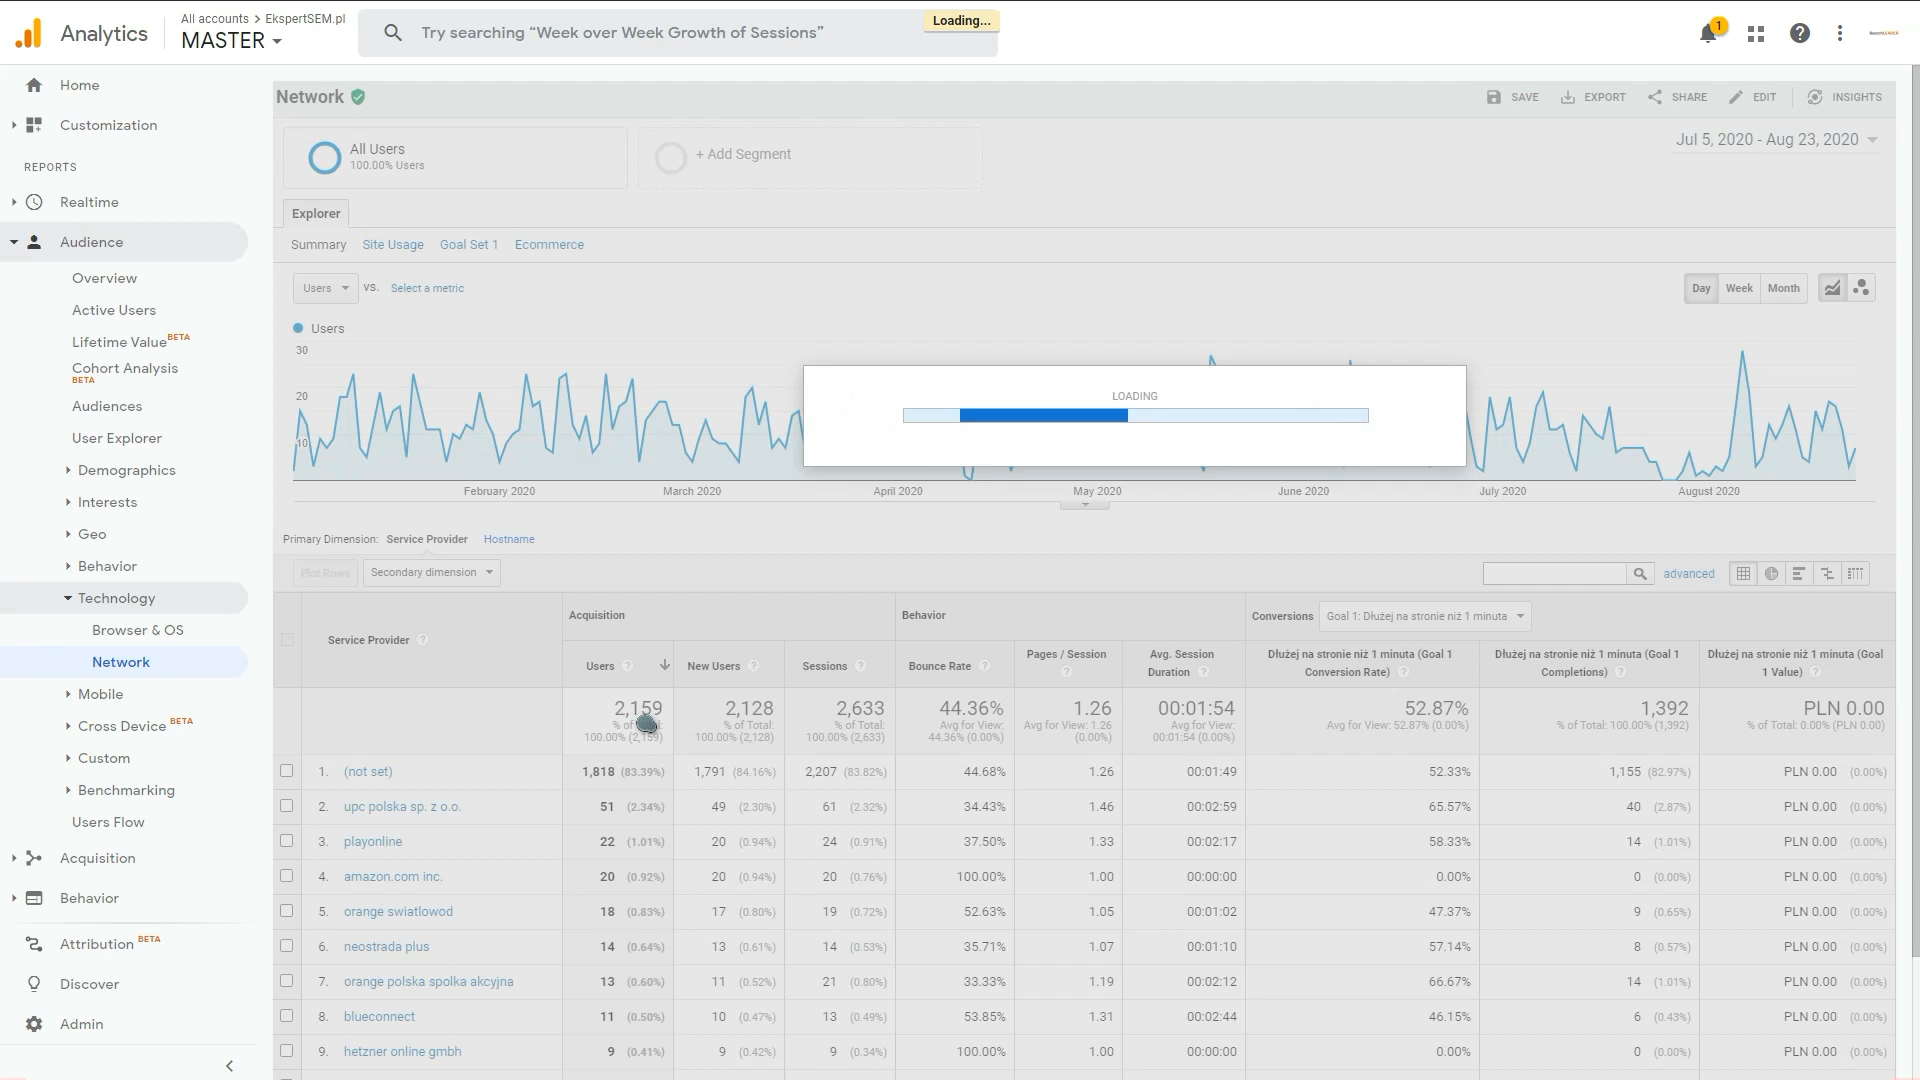 All accounts > EkspertSEM.pl
Analytics
MASTER
Try searching “Week over Week Growth of Sessions”
Loading...
1
Home
Customization
REPORTS
Realtime
Audience
Overview
Active Users
Lifetime Value BETA
Cohort Analysis
BETA
Audiences
User Explorer
Demographics
Interests
Geo
Behavior
Technology
Browser & OS
Network
Mobile
Cross Device BETA
Custom
Benchmarking
Users Flow
Acquisition
Behavior
Attribution BETA
Discover
Admin
Network
SAVE EXPORT SHARE EDIT INSIGHTS
All Users
100.00% Users
+ Add Segment
Jul 5, 2020 - Aug 23, 2020
Explorer
Summary Site Usage Goal Set 1 Ecommerce
Users VS. Select a metric
Day Week Month
Users
30
20
10
LOADING
February 2020 March 2020 April 2020 May 2020 June 2020 July 2020 August 2020
Primary Dimension: Service Provider Hostname
Plot Rows Secondary dimension advanced
Service Provider ?
Acquisition Behavior Conversions Goal 1: Dłużej na stronie niż 1 minuta
Users ? New Users ? Sessions ? Bounce Rate ? Pages / Session ? Avg. Session Duration ? Dłużej na stronie niż 1 minuta (Goal 1 Conversion Rate) ? Dłużej na stronie niż 1 minuta (Goal 1 Completions) ? Dłużej na stronie niż 1 minuta (Goal 1 Value) ?
2,159 2,128 2,633 44.36% 1.26 00:01:54 52.87% 1,392 PLN 0.00
% of % of Total: % of Total: Avg for View: Avg for View: 1.26 Avg for View: Avg for View: 52.87% (0.00%) % of Total: 100.00% (1,392) % of Total: 0.00% (PLN 0.00)
100.00% (2,159) 100.00% (2,128) 100.00% (2,633) 44.36% (0.00%) (0.00%) 00:01:54 (0.00%)
1. (not set) 1,818 (83.39%) 1,791 (84.16%) 2,207 (83.82%) 44.68% 1.26 00:01:49 52.33% 1,155 (82.97%) PLN 0.00 (0.00%)
2. upc polska sp. z o.o. 51 (2.34%) 49 (2.30%) 61 (2.32%) 34.43% 1.46 00:02:59 65.57% 40 (2.87%) PLN 0.00 (0.00%)
3. playonline 22 (1.01%) 20 (0.94%) 24 (0.91%) 37.50% 1.33 00:02:17 58.33% 14 (1.01%) PLN 0.00 (0.00%)
4. amazon.com inc. 20 (0.92%) 20 (0.94%) 20 (0.76%) 100.00% 1.00 00:00:00 0.00% 0 (0.00%) PLN 0.00 (0.00%)
5. orange swiatlowod 18 (0.83%) 17 (0.80%) 19 (0.72%) 52.63% 1.05 00:01:02 47.37% 9 (0.65%) PLN 0.00 (0.00%)
6. neostrada plus 14 (0.64%) 13 (0.61%) 14 (0.53%) 35.71% 1.07 00:01:10 57.14% 8 (0.57%) PLN 0.00 (0.00%)
7. orange polska spolka akcyjna 13 (0.60%) 11 (0.52%) 21 (0.80%) 33.33% 1.19 00:02:12 66.67% 14 (1.01%) PLN 0.00 (0.00%)
8. blueconnect 11 (0.50%) 10 (0.47%) 13 (0.49%) 53.85% 1.31 00:02:44 46.15% 6 (0.43%) PLN 0.00 (0.00%)
9. hetzner online gmbh 9 (0.41%) 9 (0.42%) 9 (0.34%) 100.00% 1.00 00:00:00 0.00% 0 (0.00%) PLN 0.00 (0.00%)